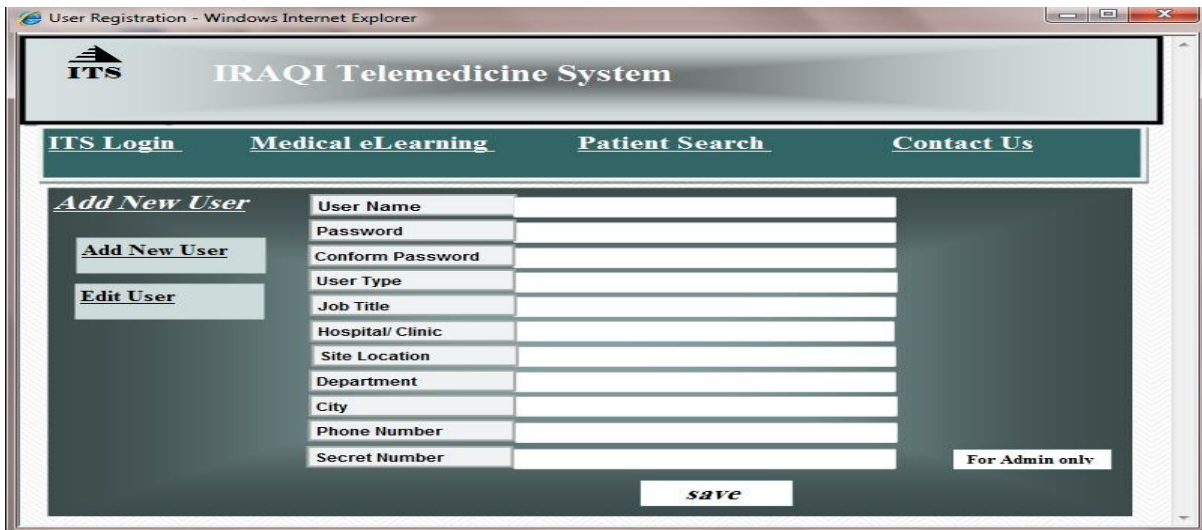 User Registration - Windows Internet Explorer
ITS
IRAQI Telemedicine System
ITS Login Medical eLearning Patient Search Contact Us
Add New User
Add New User
Edit User
User Name
Password
Conform Password
User Type
Job Title
Hospital/ Clinic
Site Location
Department
City
Phone Number
Secret Number
For Admin only
save